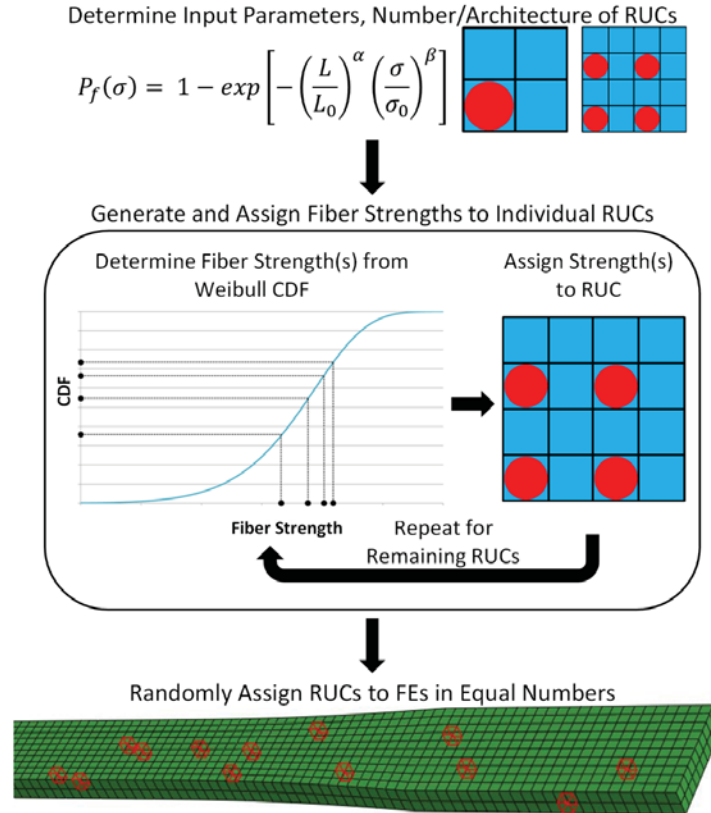 Determine Input Parameters, Number/Architecture of RUCs
P_f(σ) = 1 − exp[−(L/L_0)^α (σ/σ_0)^β]
Generate and Assign Fiber Strengths to Individual RUCs
Determine Fiber Strength(s) from
Weibull CDF
Assign Strength(s)
to RUC
CDF
Fiber Strength
Repeat for
Remaining RUCs
Randomly Assign RUCs to FEs in Equal Numbers